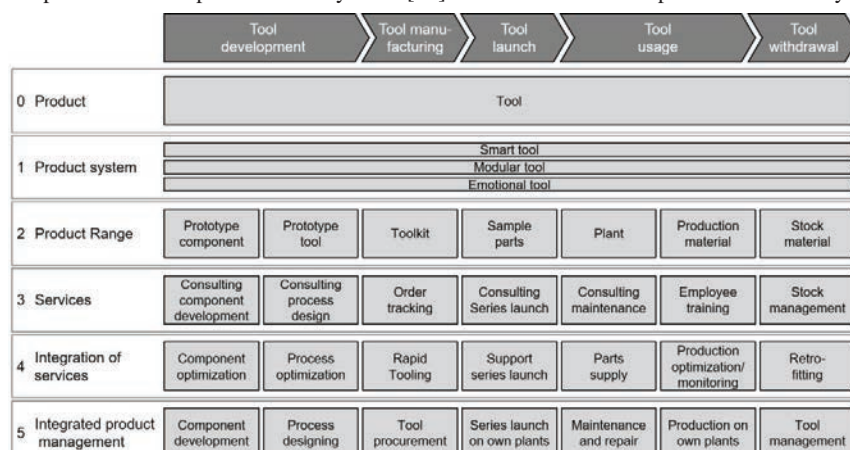 Tool
development
Tool manu-
facturing
Tool
launch
Tool
usage
Tool
withdrawal
0 Product
Tool
1 Product system
Smart tool
Modular tool
Emotional tool
2 Product Range
Prototype
component
Prototype
tool
Toolkit
Sample
parts
Plant
Production
material
Stock
material
3 Services
Consulting
component
development
Consulting
process
design
Order
tracking
Consulting
Series launch
Consulting
maintenance
Employee
training
Stock
management
4 Integration of
services
Component
optimization
Process
optimization
Rapid
Tooling
Support
series launch
Parts
supply
Production
optimization/
monitoring
Retro-
fitting
5 Integrated product
management
Component
development
Process
designing
Tool
procurement
Series launch
on own plants
Maintenance
and repair
Production on
own plants
Tool
management